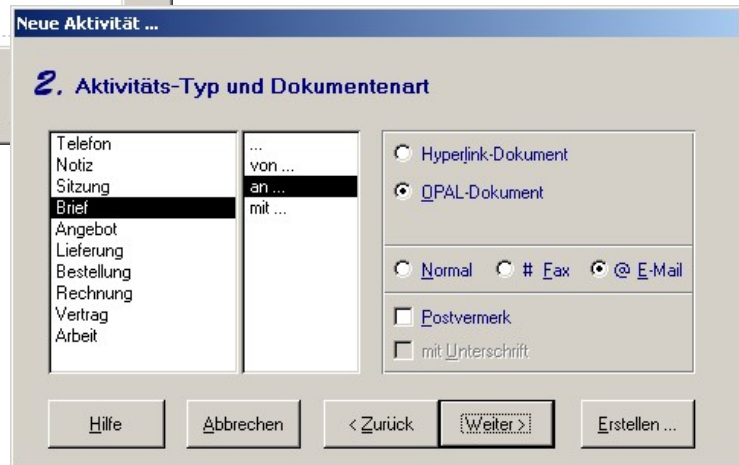 Neue Aktivität ...
2. Aktivitäts-Typ und Dokumentenart
Telefon
Notiz
Sitzung
Brief
Angebot
Lieferung
Bestellung
Rechnung
Vertrag
Arbeit
...
von ...
an ...
mit ...
Hyperlink-Dokument
OPAL-Dokument
Normal # Fax @ E-Mail
Postvermerk
mit Unterschrift
Hilfe Abbrechen < Zurück Weiter > Erstellen ...